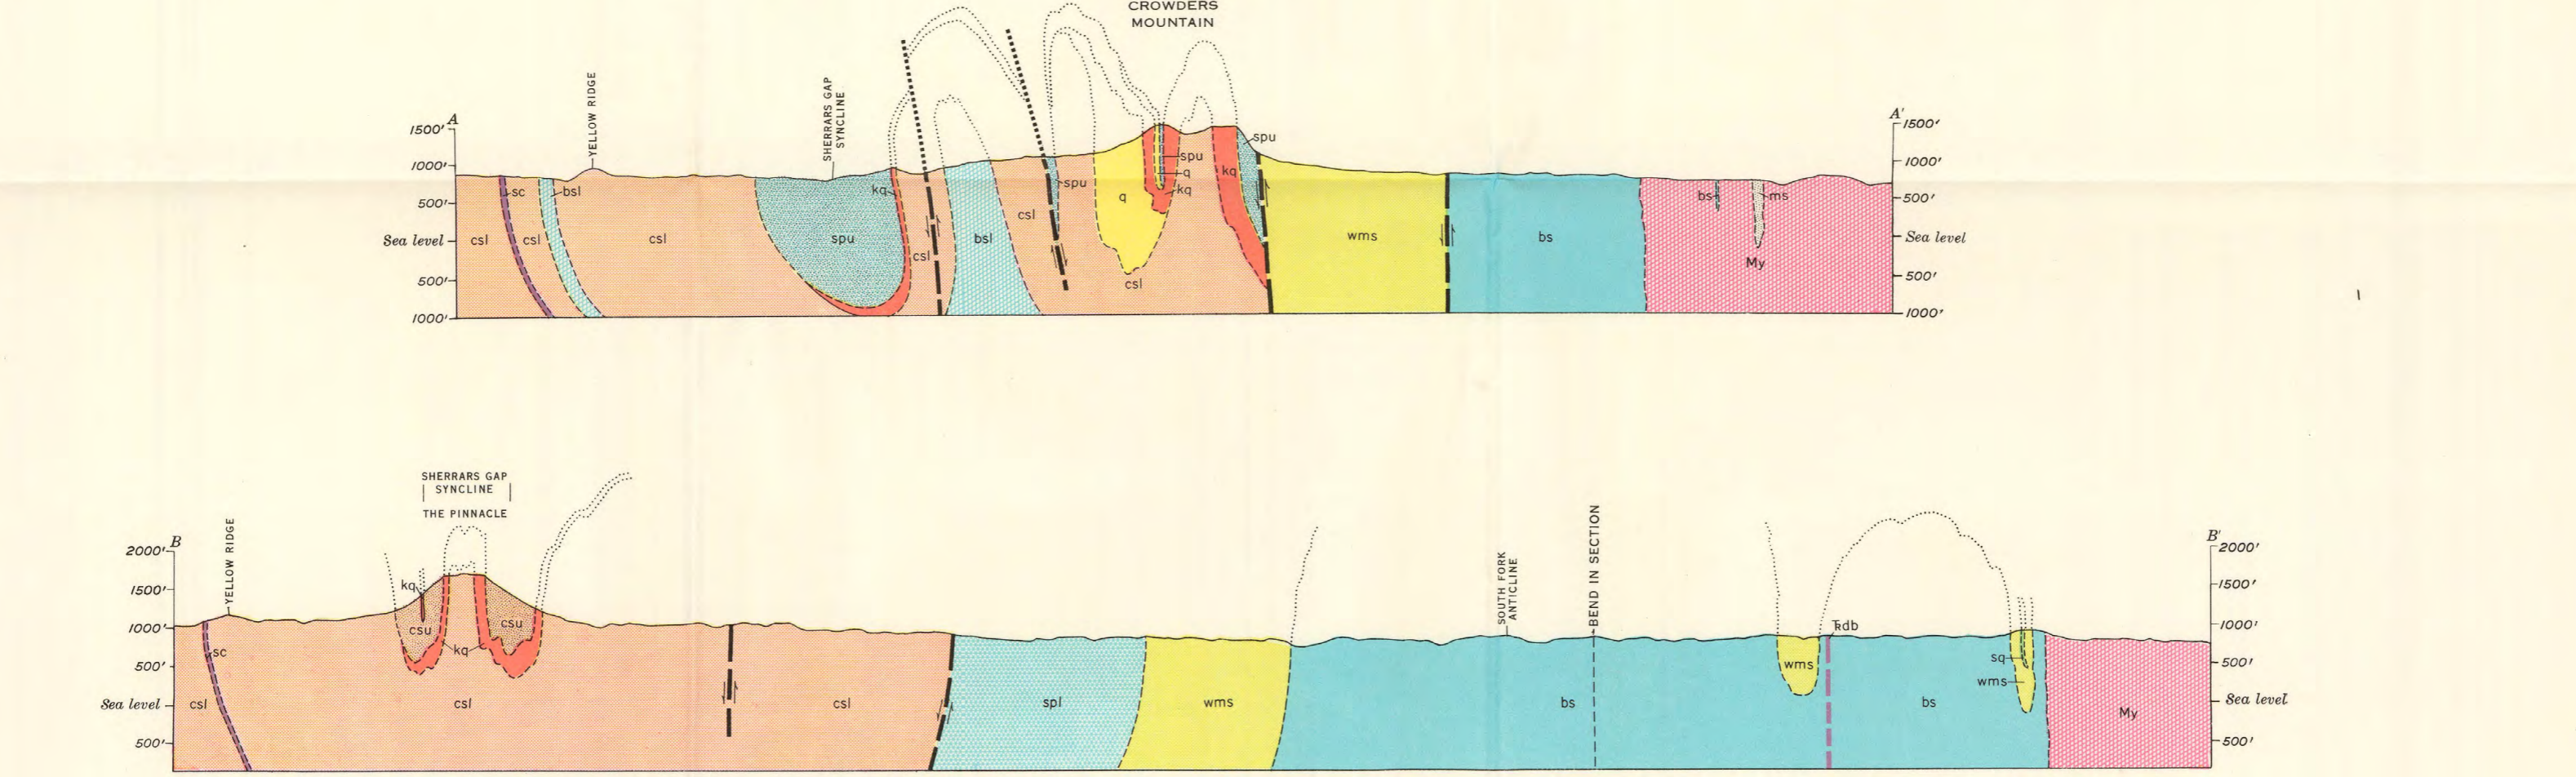 CROWDERS
MOUNTAIN
YELLOW RIDGE
SHERRARS GAP
SYNCLINE
A
A'
1500'
1000'
500'
Sea level
500'
1000'
1500'
1000'
500'
Sea level
500'
1000'
csl
sc
csl
bsl
csl
spu
kq
csl
bsl
csl
spu
q
csl
spu
q
kq
kq
spu
wms
bs
bs
ms
My
SHERRARS GAP
SYNCLINE
THE PINNACLE
YELLOW RIDGE
SOUTH FORK
ANTICLINE
BEND IN SECTION
B
B'
2000'
1500'
1000'
500'
Sea level
500'
2000'
1500'
1000'
500'
Sea level
500'
csl
sc
csl
kq
csu
kq
csu
csl
spl
wms
bs
wms
Ŧdb
bs
sq
wms
My